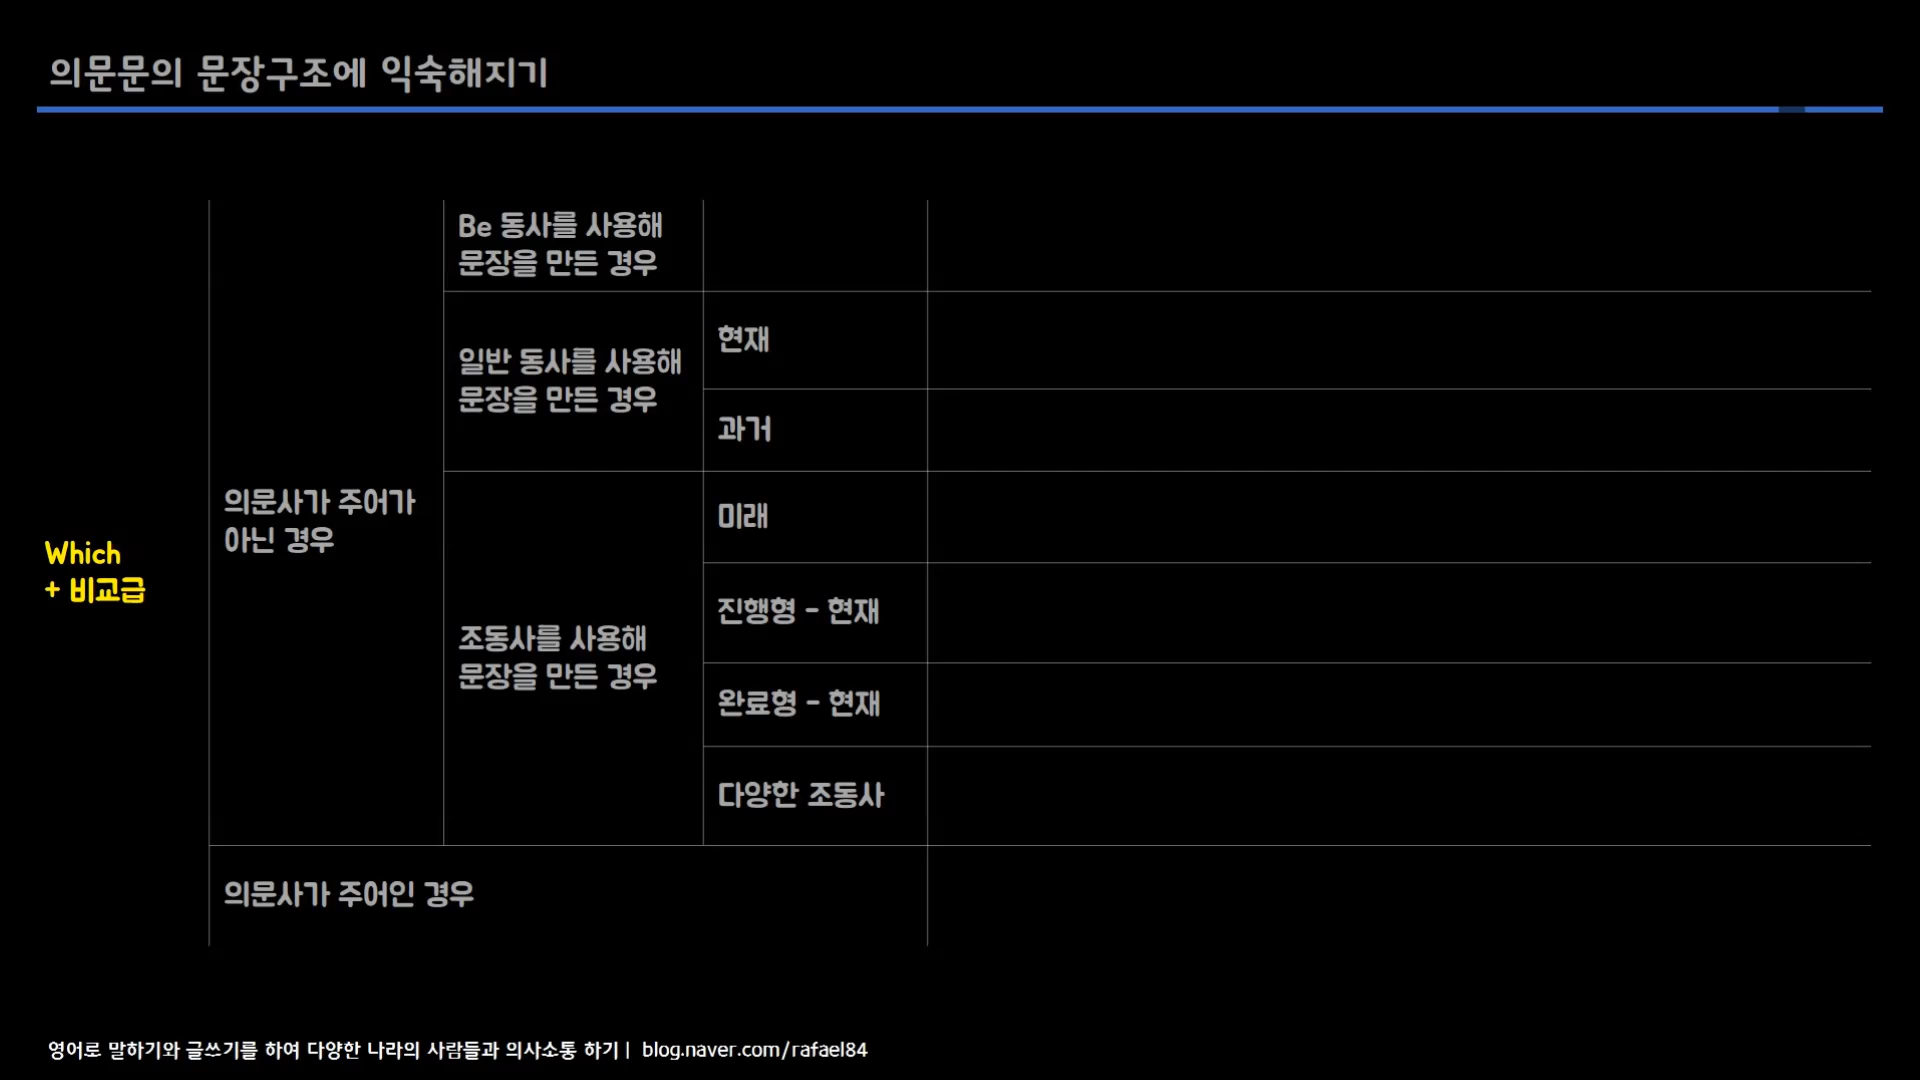 의문문의 문장구조에 익숙해지기
Which
+ 비교급
의문사가 주어가
아닌 경우
Be 동사를 사용해
문장을 만든 경우
일반 동사를 사용해
문장을 만든 경우
현재
과거
조동사를 사용해
문장을 만든 경우
미래
진행형 - 현재
완료형 - 현재
다양한 조동사
의문사가 주어인 경우
영어로 말하기와 글쓰기를 하여 다양한 나라의 사람들과 의사소통 하기 | blog.naver.com/rafael84